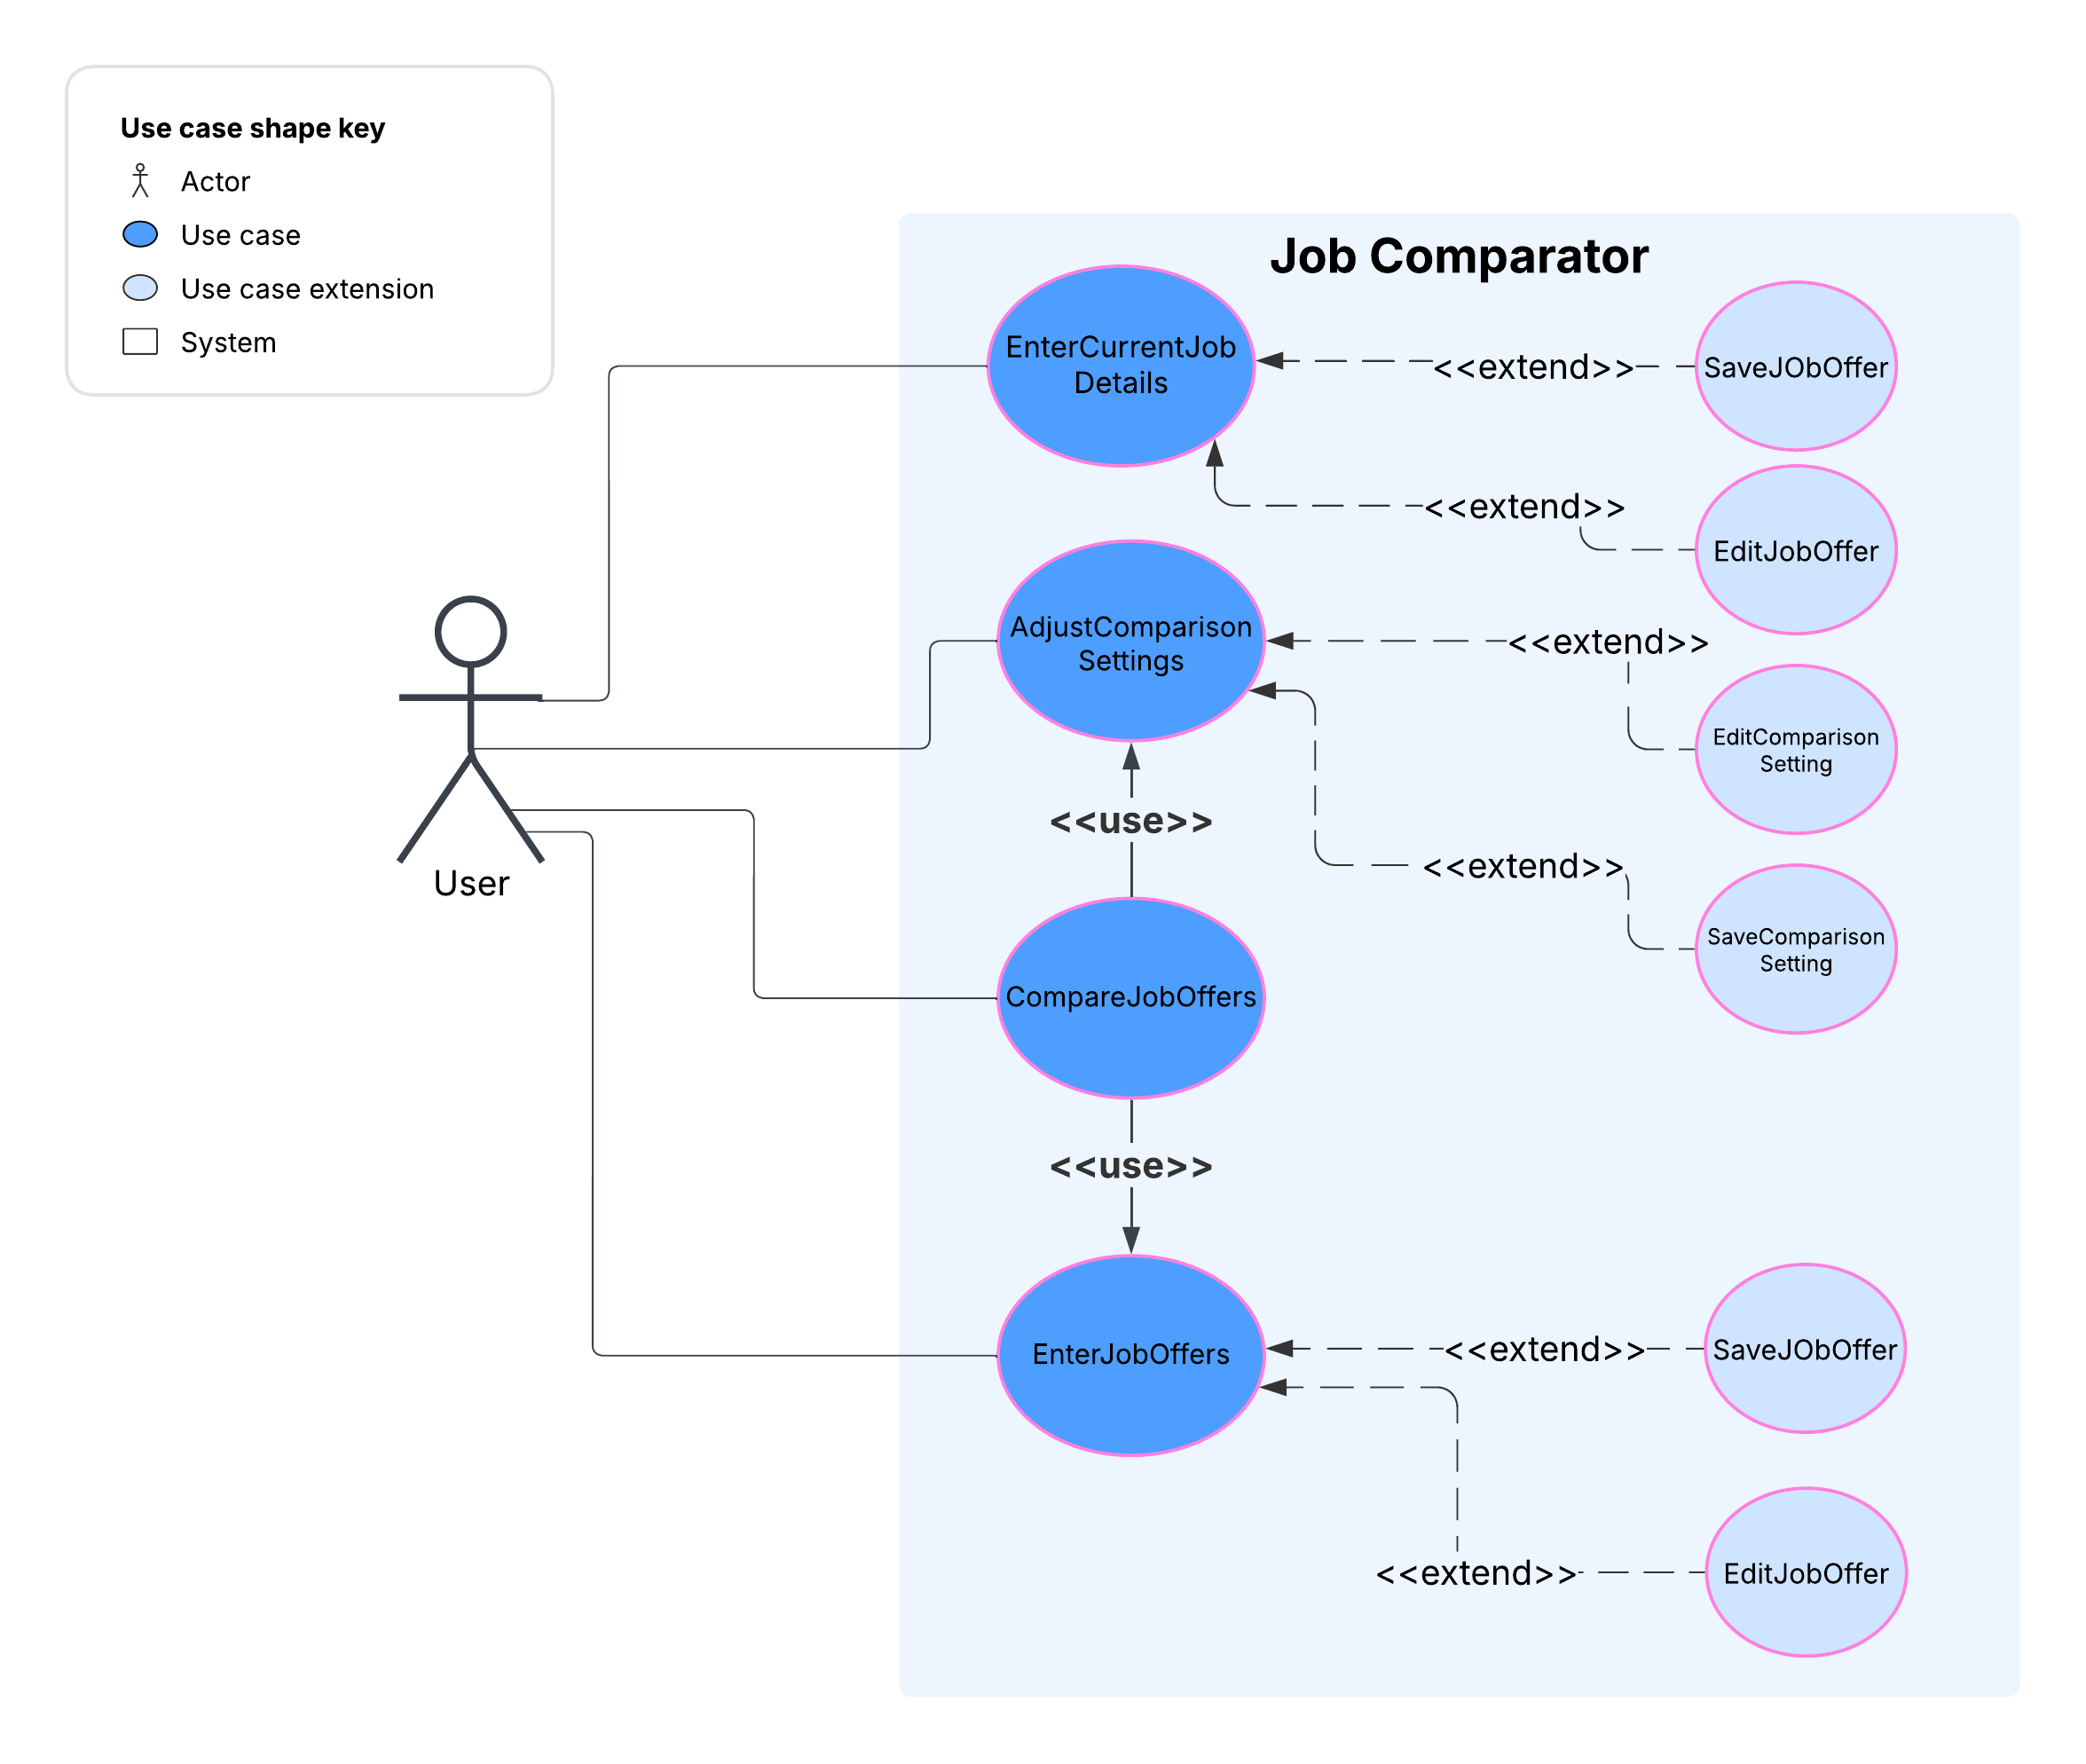 Use case shape key
Actor
Use case
Use case extension
System
Job Comparator
EnterCurrentJob
Details
<<extend>>
SaveJObOffer
<<extend>>
EditJobOffer
AdjustComparison
Settings
<<extend>>
EditComparison
Setting
<<use>>
<<extend>>
SaveComparison
Setting
User
CompareJobOffers
<<use>>
EnterJobOffers
<<extend>>
SaveJObOffer
<<extend>>
EditJobOffer